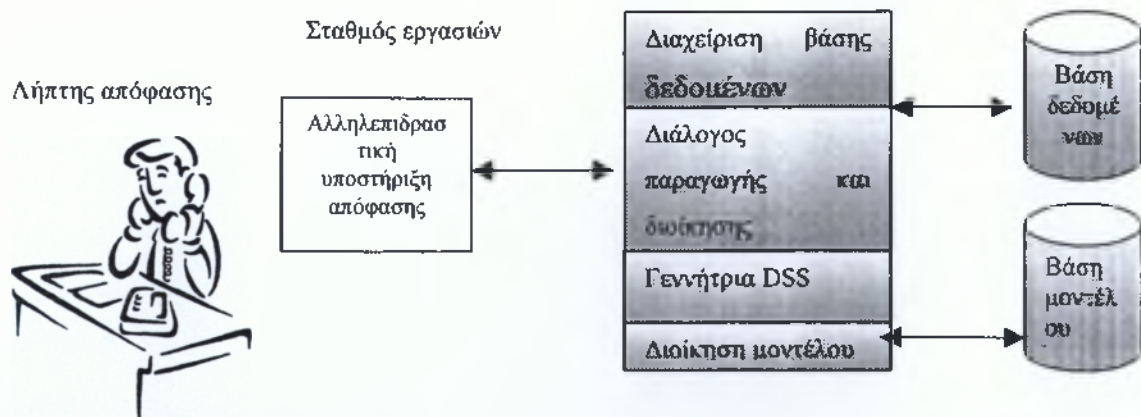 Σταθμός εργασιών
Λήπτης απόφασης
Αλληλεπιδρασ
τική
υποστήριξη
απόφασης
Διαχείριση βάσης
δεδομένων
Διάλογος
παραγωγής και
διοίκησης
Γεννήτρια DSS
Διοίκηση μοντέλου
Βάση
δεδομέ
νων
Βάση
μοντέλ
ου